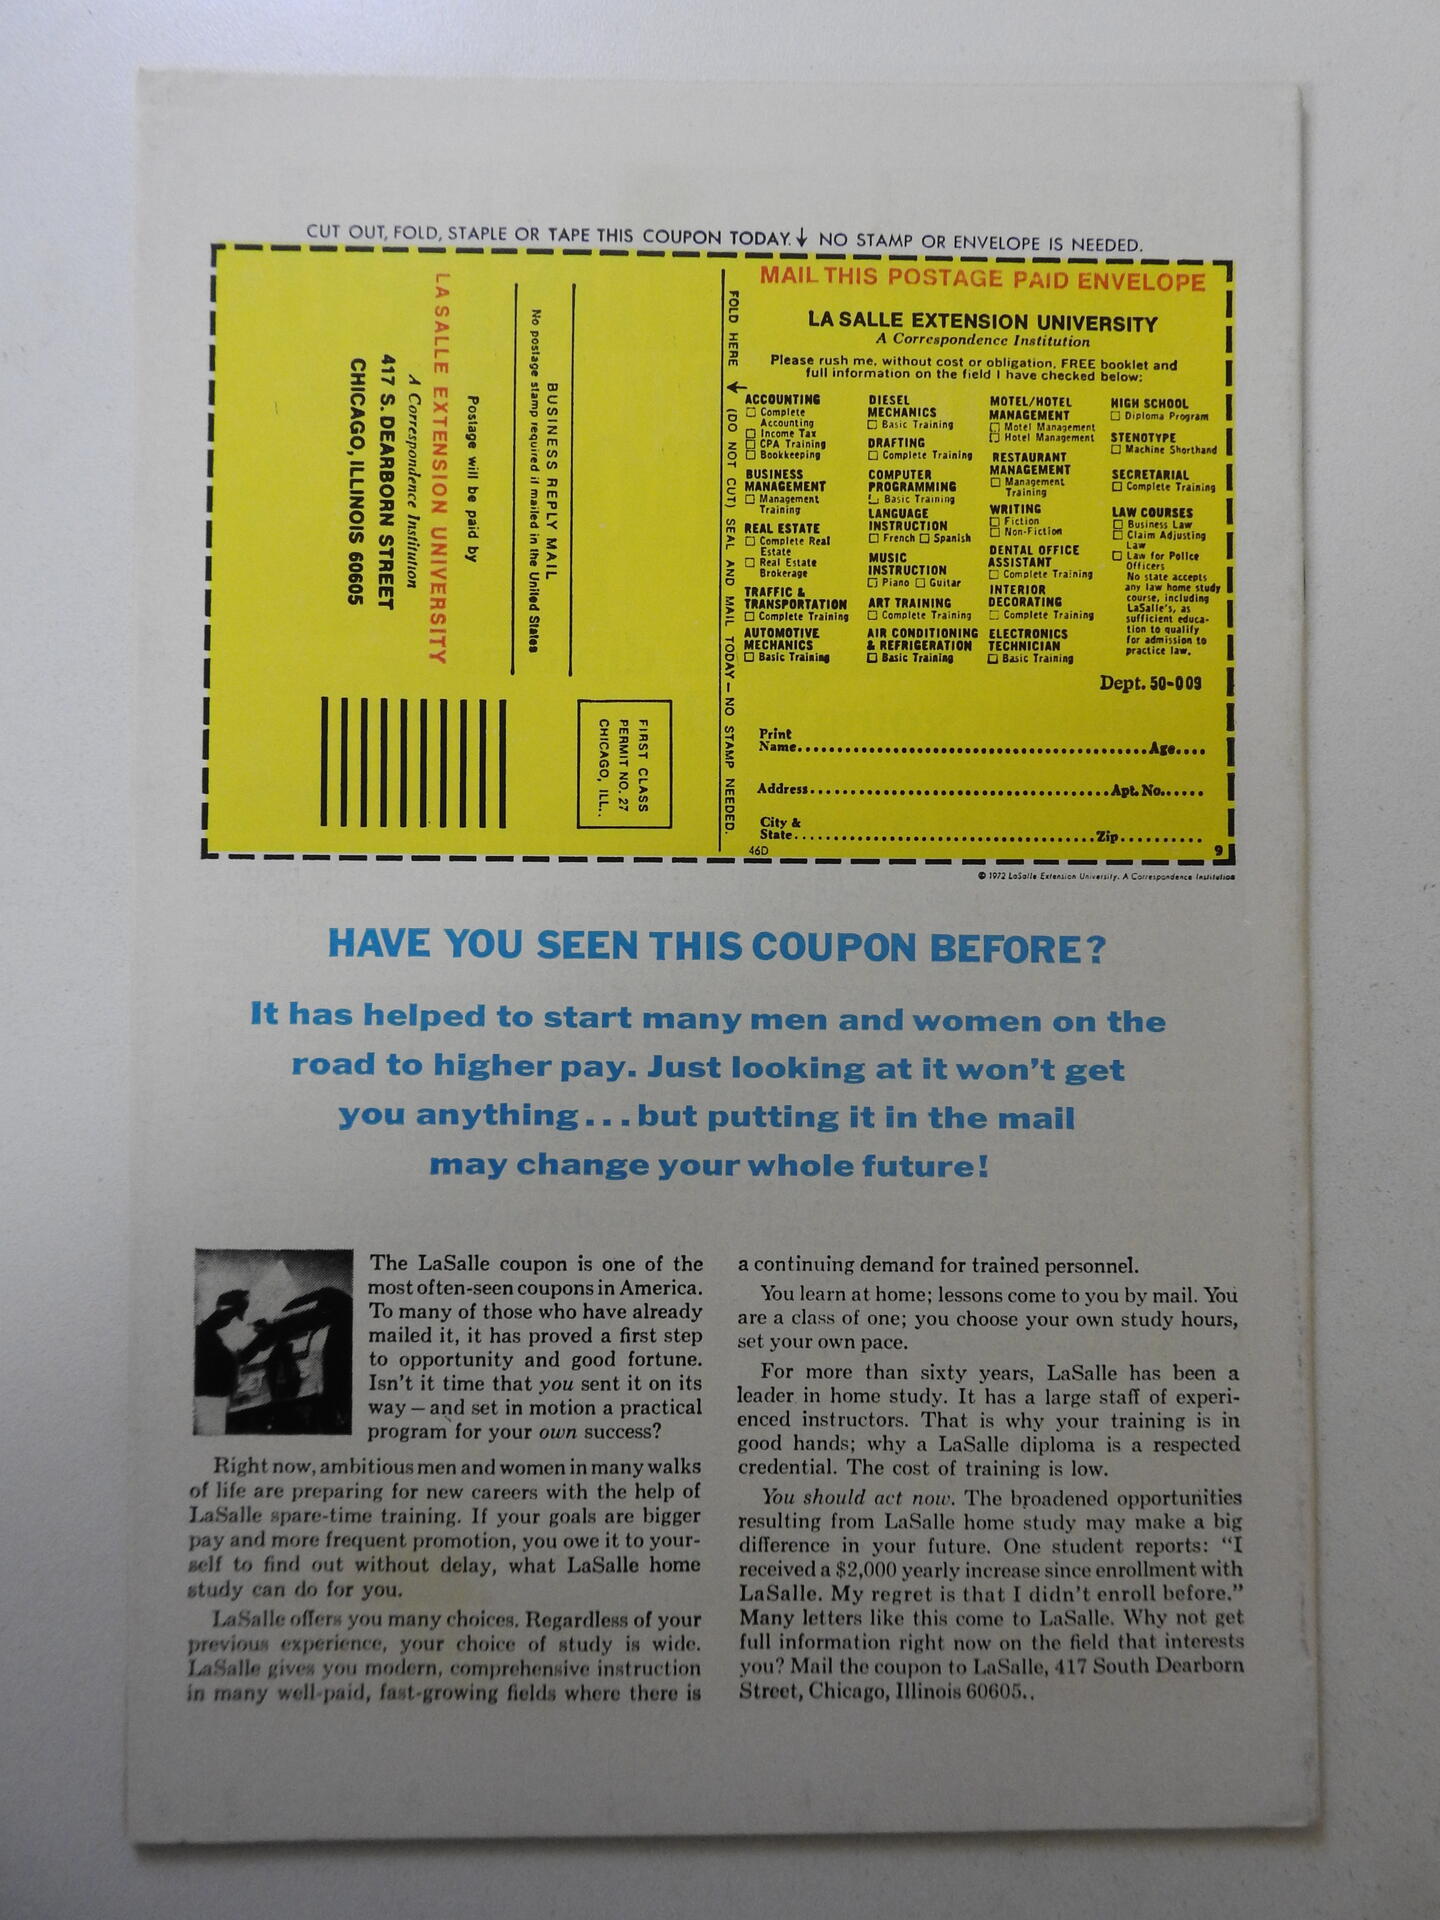 CUT OUT, FOLD, STAPLE OR TAPE THIS COUPON TODAY.↓ NO STAMP OR ENVELOPE IS NEEDED.
LA SALLE EXTENSION UNIVERSITY
A Correspondence Institution
417 S. DEARBORN STREET
CHICAGO, ILLINOIS 60605
Postage will be paid by
BUSINESS REPLY MAIL
No postage stamp required if mailed in the United States
FIRST CLASS
PERMIT NO. 27
CHICAGO, ILL..
FOLD HERE → (DO NOT CUT) SEAL AND MAIL TODAY – NO STAMP NEEDED.
MAIL THIS POSTAGE PAID ENVELOPE
LA SALLE EXTENSION UNIVERSITY
A Correspondence Institution
Please rush me, without cost or obligation, FREE booklet and
full information on the field I have checked below:
ACCOUNTING
☐ Complete
Accounting
☐ Income Tax
☐ CPA Training
☐ Bookkeeping
BUSINESS
MANAGEMENT
☐ Management
Training
REAL ESTATE
☐ Complete Real
Estate
☐ Real Estate
Brokerage
TRAFFIC &
TRANSPORTATION
☐ Complete Training
AUTOMOTIVE
MECHANICS
☐ Basic Training
DIESEL
MECHANICS
☐ Basic Training
DRAFTING
☐ Complete Training
COMPUTER
PROGRAMMING
☐ Basic Training
LANGUAGE
INSTRUCTION
☐ French ☐ Spanish
MUSIC
INSTRUCTION
☐ Piano ☐ Guitar
ART TRAINING
☐ Complete Training
AIR CONDITIONING
& REFRIGERATION
☐ Basic Training
MOTEL/HOTEL
MANAGEMENT
☐ Motel Management
☐ Hotel Management
RESTAURANT
MANAGEMENT
☐ Management
Training
WRITING
☐ Fiction
☐ Non-Fiction
DENTAL OFFICE
ASSISTANT
☐ Complete Training
INTERIOR
DECORATING
☐ Complete Training
ELECTRONICS
TECHNICIAN
☐ Basic Training
HIGH SCHOOL
☐ Diploma Program
STENOTYPE
☐ Machine Shorthand
SECRETARIAL
☐ Complete Training
LAW COURSES
☐ Business Law
☐ Claim Adjusting
Law
☐ Law for Police
Officers
No state accepts
any law home study
course, including
LaSalle's, as
sufficient educa-
tion to qualify
for admission to
practice law.
Dept. 50-009
Print
Name........Age....
Address........Apt. No......
City &
State........Zip..........
46D 9
© 1972 LaSalle Extension University. A Correspondence Institution
HAVE YOU SEEN THIS COUPON BEFORE?
It has helped to start many men and women on the
road to higher pay. Just looking at it won't get
you anything...but putting it in the mail
may change your whole future!
The LaSalle coupon is one of the
most often-seen coupons in America.
To many of those who have already
mailed it, it has proved a first step
to opportunity and good fortune.
Isn't it time that you sent it on its
way – and set in motion a practical
program for your own success?
Right now, ambitious men and women in many walks
of life are preparing for new careers with the help of
LaSalle spare-time training. If your goals are bigger
pay and more frequent promotion, you owe it to your-
self to find out without delay, what LaSalle home
study can do for you.
LaSalle offers you many choices. Regardless of your
previous experience, your choice of study is wide.
LaSalle gives you modern, comprehensive instruction
in many well-paid, fast-growing fields where there is
a continuing demand for trained personnel.
You learn at home; lessons come to you by mail. You
are a class of one; you choose your own study hours,
set your own pace.
For more than sixty years, LaSalle has been a
leader in home study. It has a large staff of experi-
enced instructors. That is why your training is in
good hands; why a LaSalle diploma is a respected
credential. The cost of training is low.
You should act now. The broadened opportunities
resulting from LaSalle home study may make a big
difference in your future. One student reports: "I
received a $2,000 yearly increase since enrollment with
LaSalle. My regret is that I didn't enroll before."
Many letters like this come to LaSalle. Why not get
full information right now on the field that interests
you? Mail the coupon to LaSalle, 417 South Dearborn
Street, Chicago, Illinois 60605..